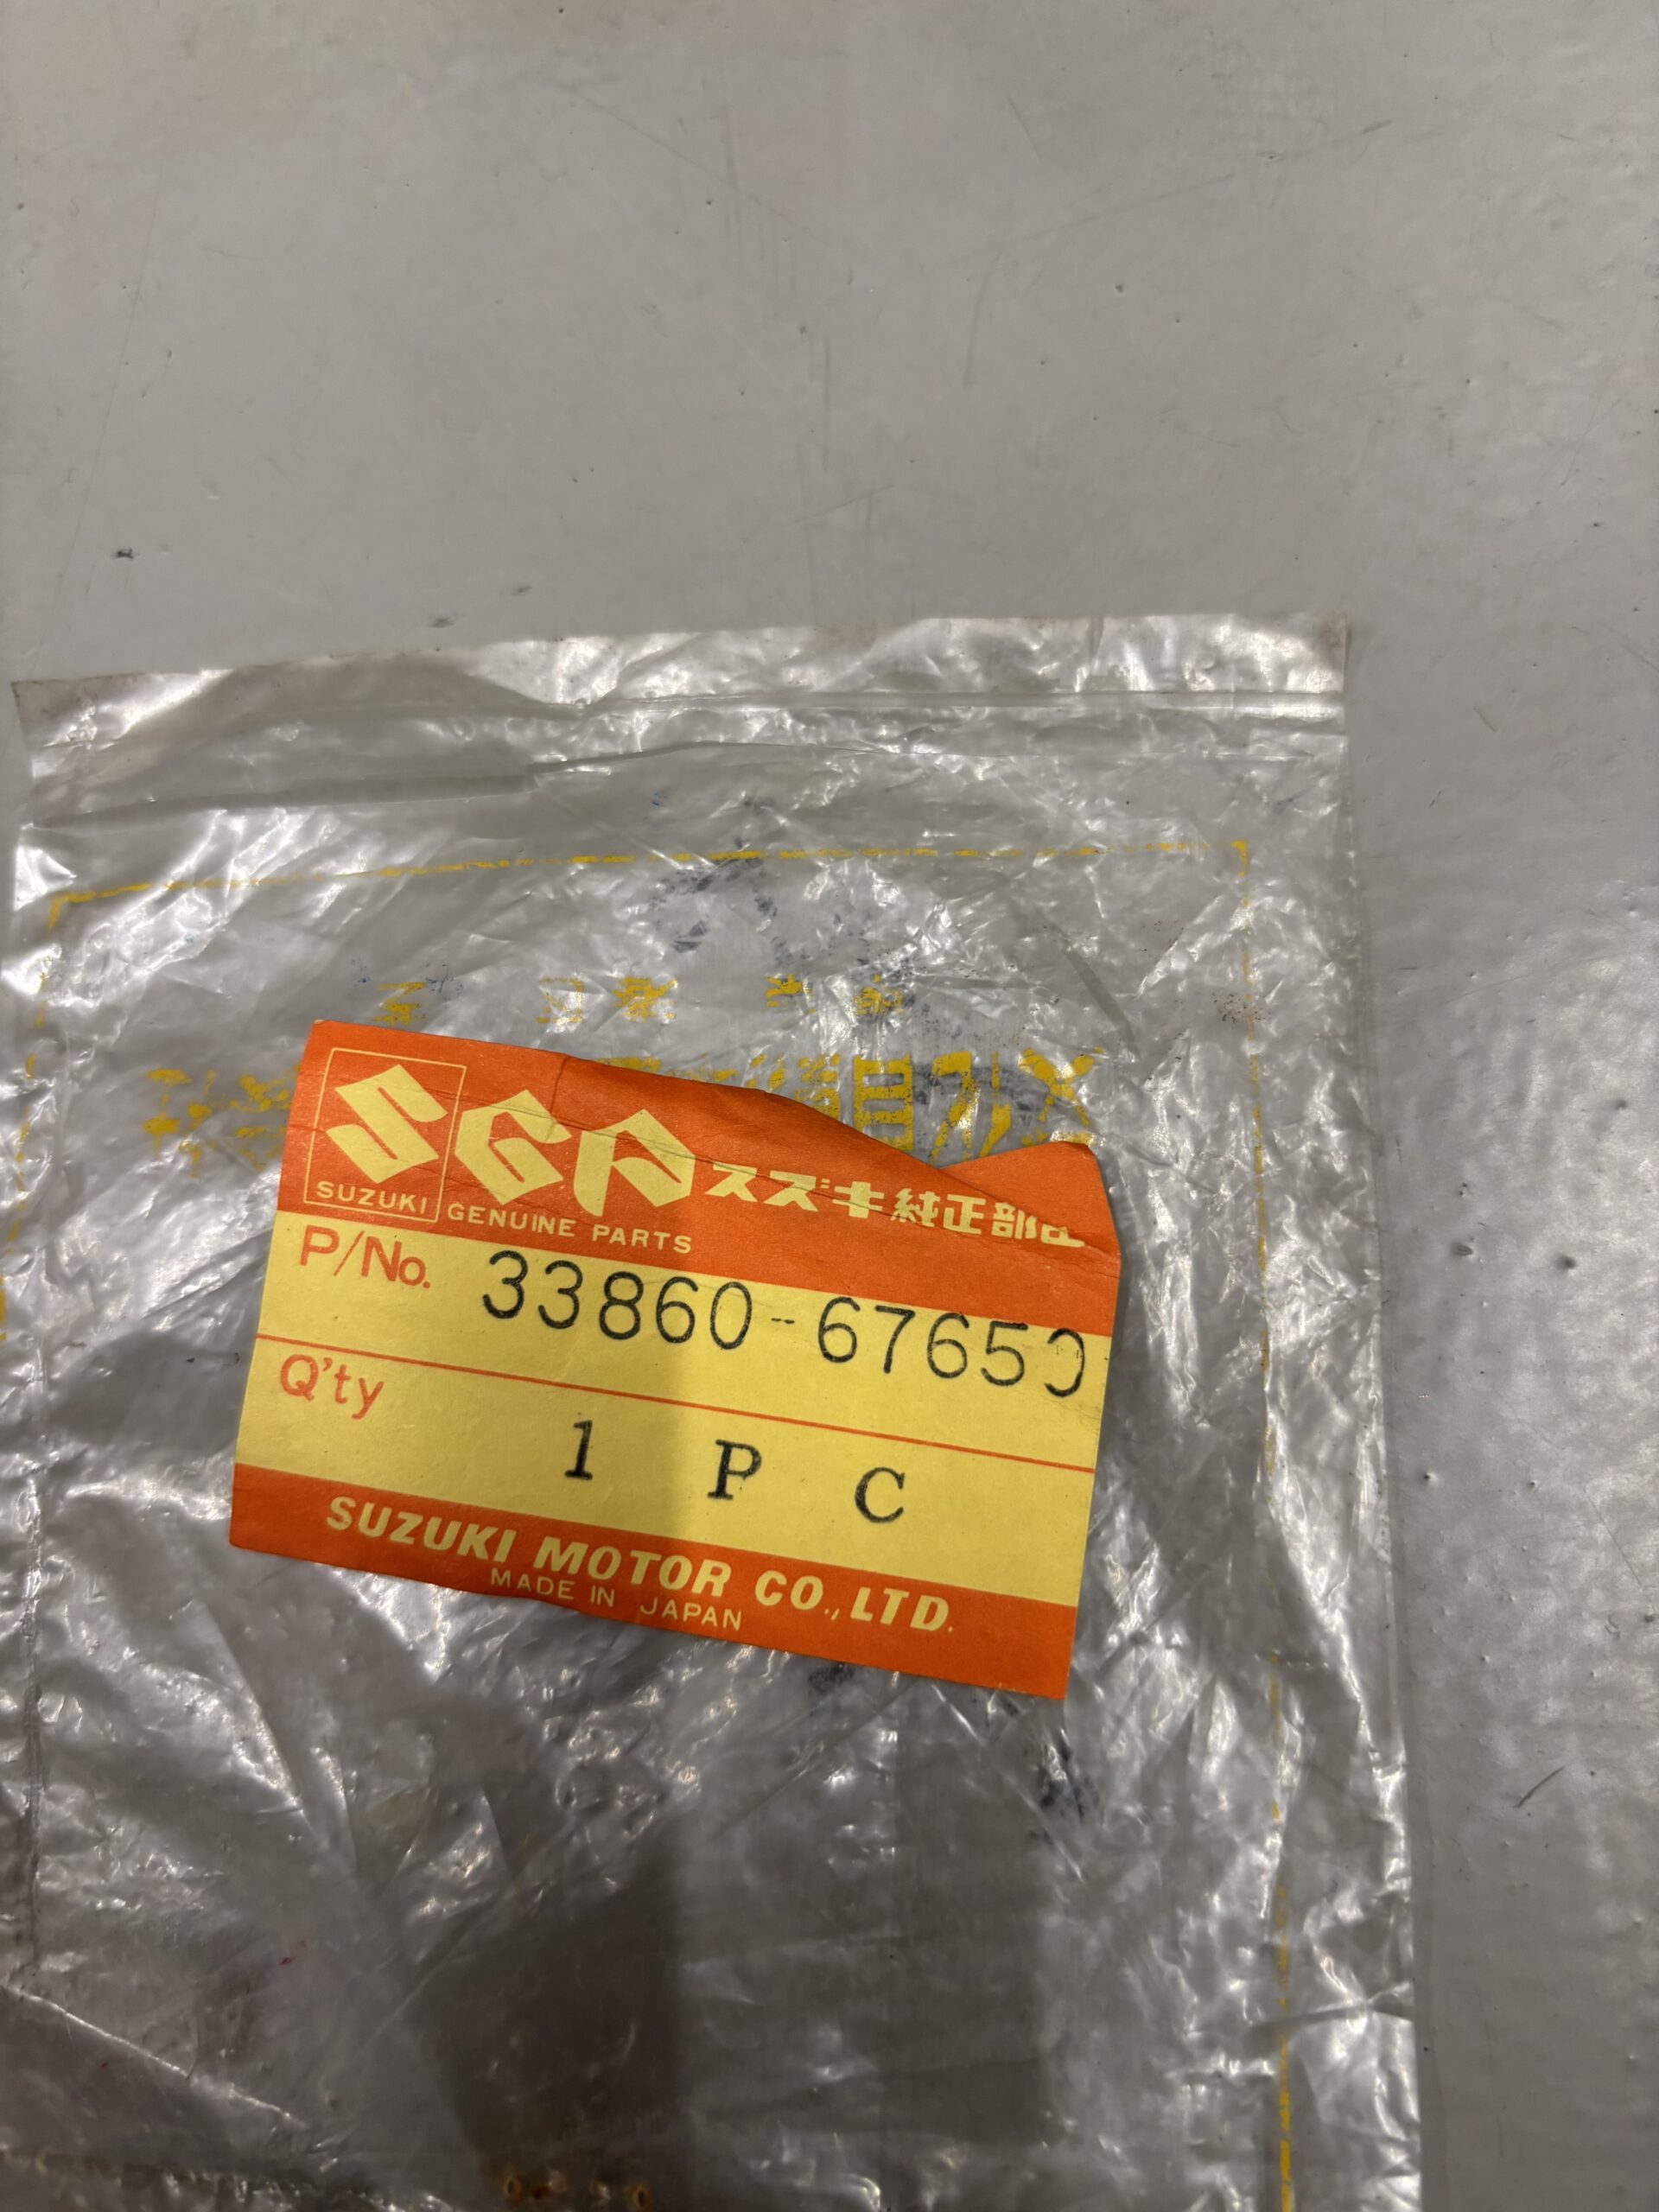 SGP スズキ純正部品
SUZUKI GENUINE PARTS
P/No. 33860-67650
Q'ty 1 P C
SUZUKI MOTOR CO., LTD.
MADE IN JAPAN